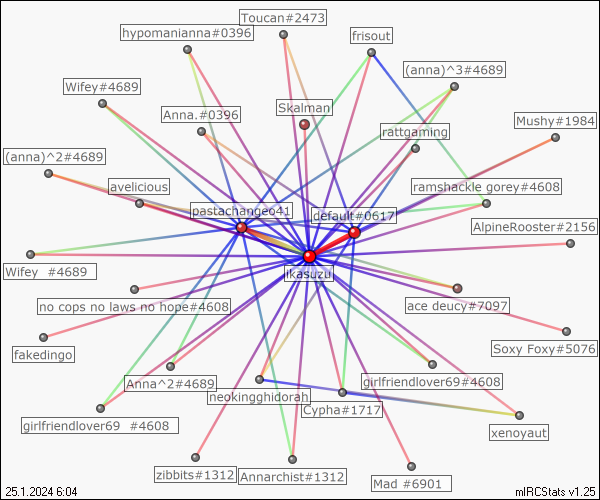 Toucan#2473
hypomanianna#0396
frisout
(anna)^3#4689
Wifey#4689
Skalman
Anna.#0396
Mushy#1984
rattgaming
(anna)^2#4689
avelicious
ramshackle gorey#4608
pastachangeo41
default#0617
AlpineRooster#2156
Wifey  #4689
ikasuzu
no cops no laws no hope#4608
ace deucy#7097
fakedingo
Soxy Foxy#5076
Anna^2#4689
girlfriendlover69#4608
neokingghidorah
Cypha#1717
girlfriendlover69  #4608
xenoyaut
zibbits#1312
Annarchist#1312
Mad #6901
25.1.2024 6:04
mIRCStats v1.25